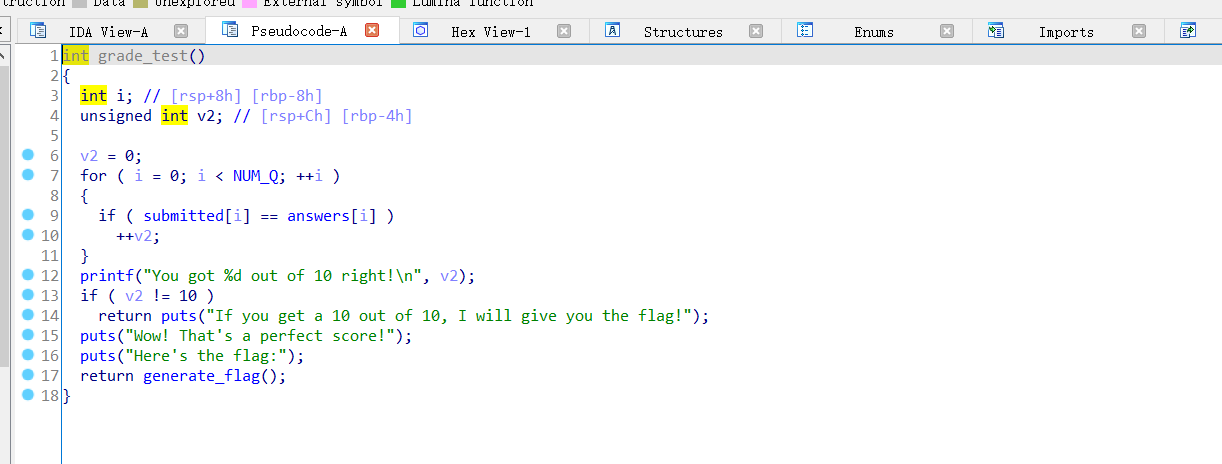 truction Data Unexplored External symbol Lumina function
IDA View-A Pseudocode-A Hex View-1 Structures Enums Imports
1 int grade_test()
2 {
3 int i; // [rsp+8h] [rbp-8h]
4 unsigned int v2; // [rsp+Ch] [rbp-4h]
5
6 v2 = 0;
7 for ( i = 0; i < NUM_Q; ++i )
8 {
9 if ( submitted[i] == answers[i] )
10 ++v2;
11 }
12 printf("You got %d out of 10 right!\n", v2);
13 if ( v2 != 10 )
14 return puts("If you get a 10 out of 10, I will give you the flag!");
15 puts("Wow! That's a perfect score!");
16 puts("Here's the flag:");
17 return generate_flag();
18 }